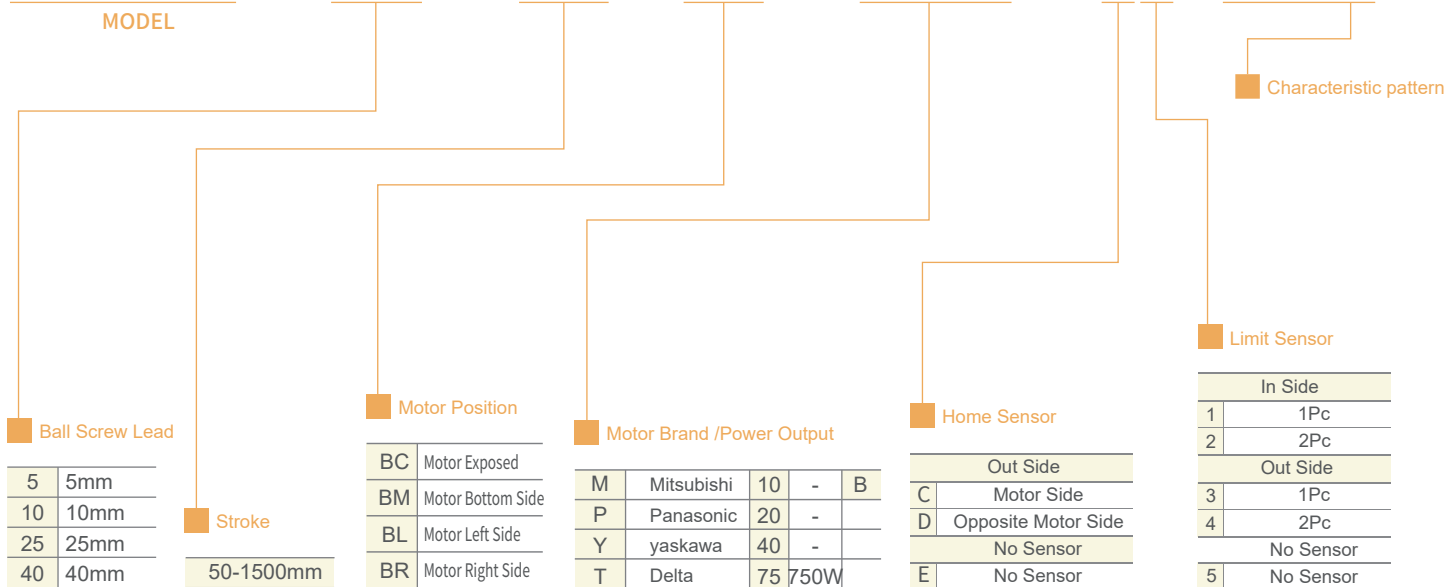 MODEL
Characteristic pattern
Limit Sensor
In Side
1 1Pc
2 2Pc
Out Side
3 1Pc
4 2Pc
No Sensor
5 No Sensor
Home Sensor
Out Side
C Motor Side
D Opposite Motor Side
No Sensor
E No Sensor
Motor Brand /Power Output
M Mitsubishi 10 - B
P Panasonic 20 -
Y yaskawa 40 -
T Delta 75 750W
Motor Position
BC Motor Exposed
BM Motor Bottom Side
BL Motor Left Side
BR Motor Right Side
Stroke
50-1500mm
Ball Screw Lead
5 5mm
10 10mm
25 25mm
40 40mm